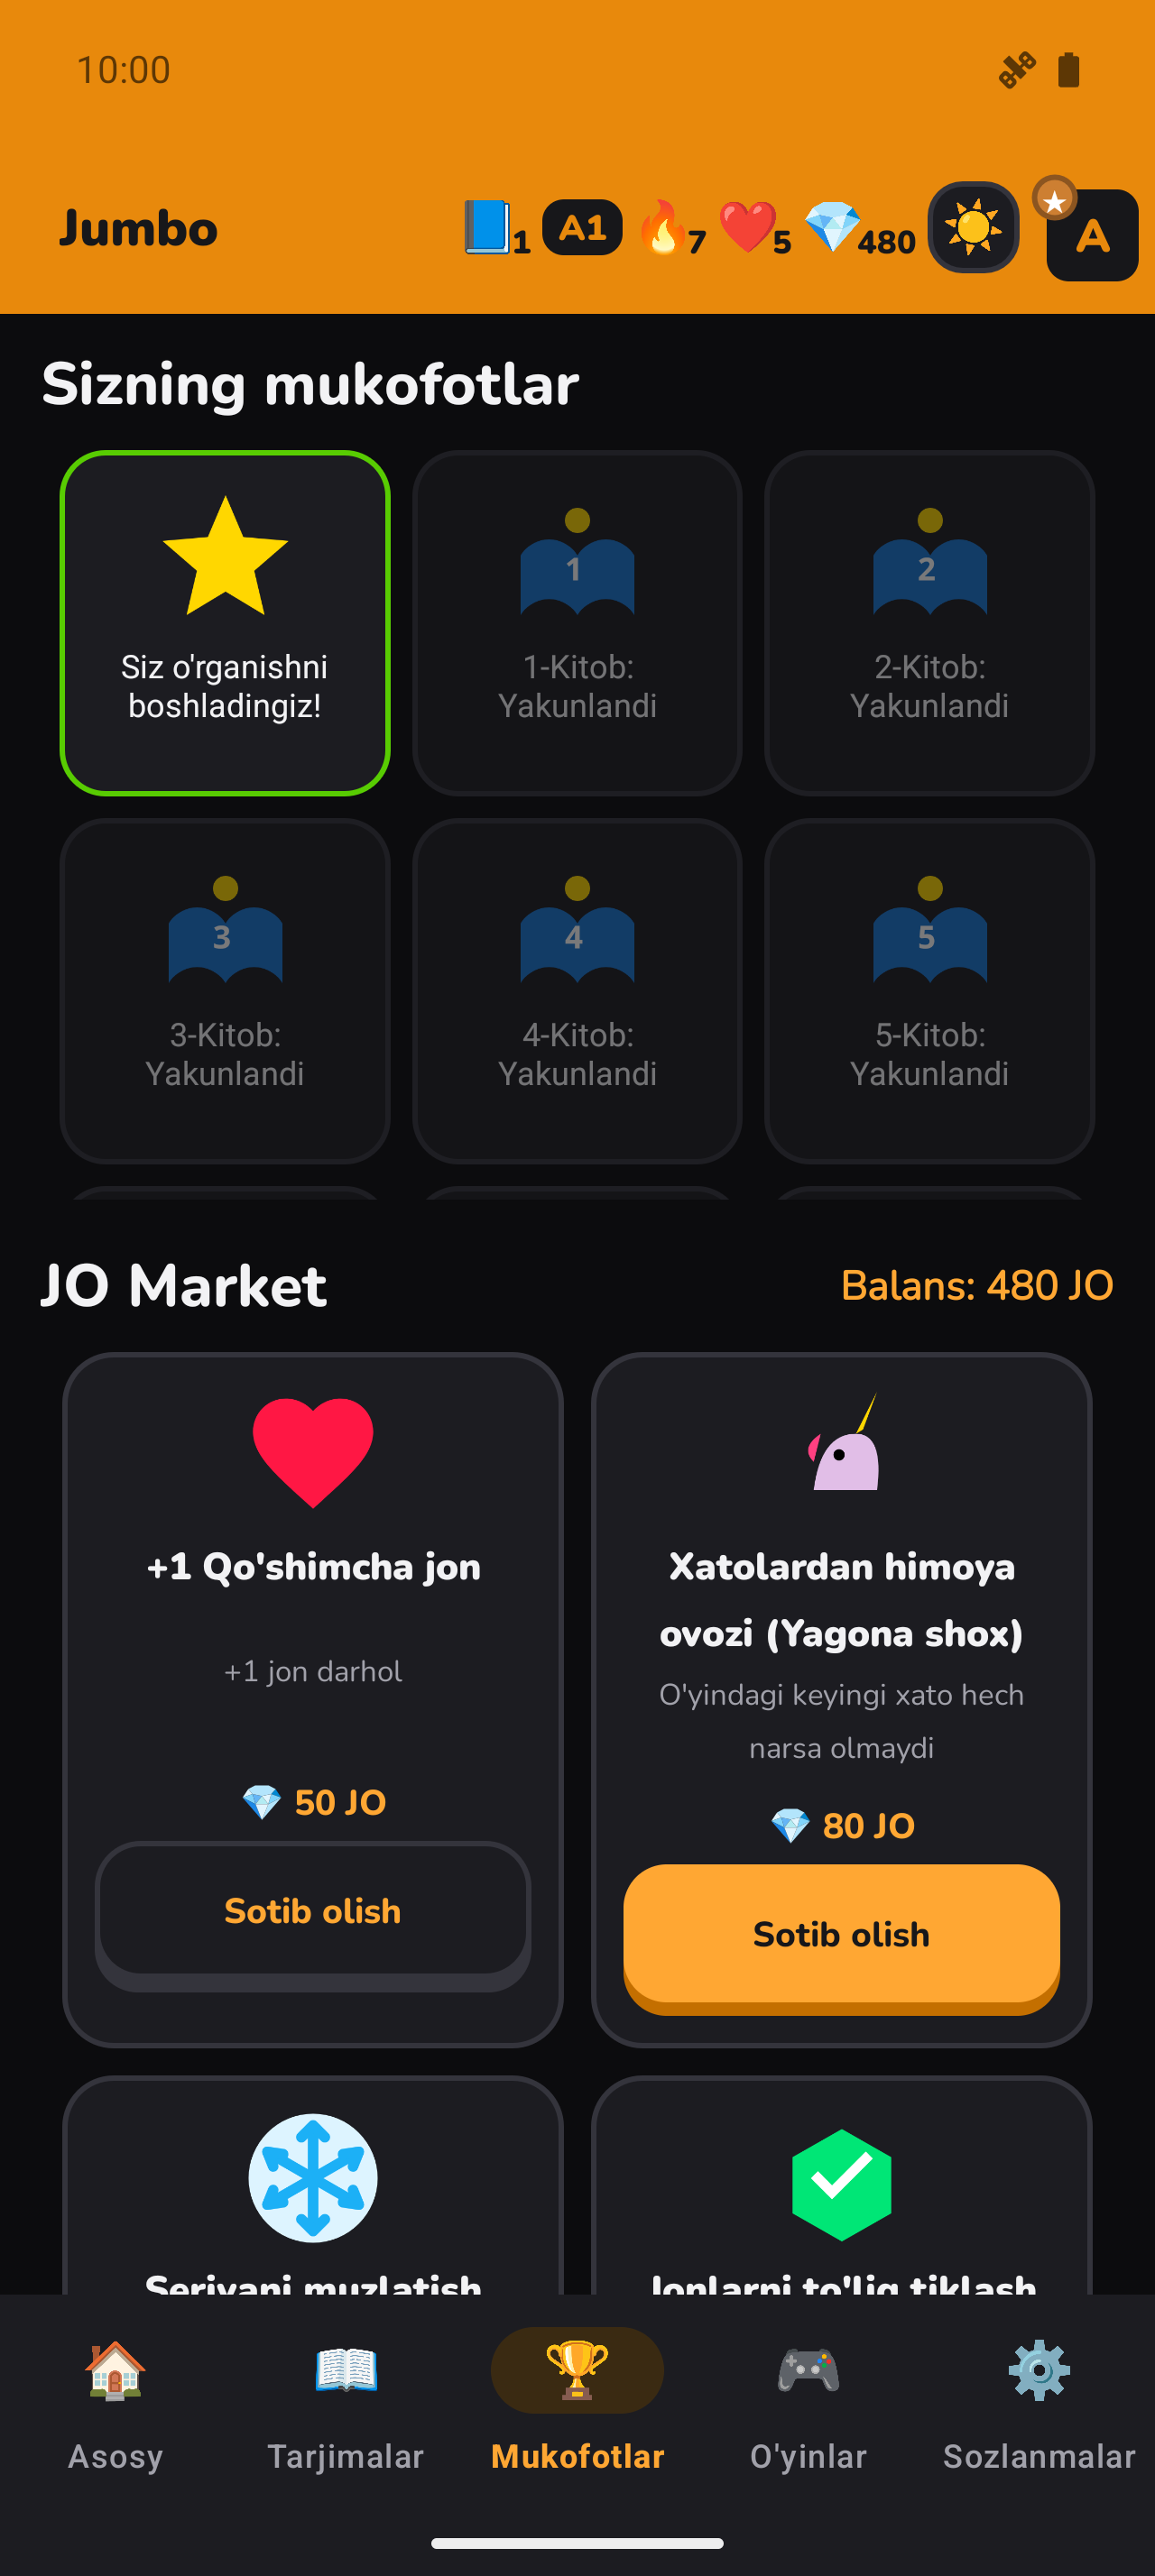 10:00
Jumbo
1
A1
7
5
480
A
Sizning mukofotlar
Siz o'rganishni
boshladingiz!
1
1-Kitob:
Yakunlandi
2
2-Kitob:
Yakunlandi
3
3-Kitob:
Yakunlandi
4
4-Kitob:
Yakunlandi
5
5-Kitob:
Yakunlandi
JO Market
Balans: 480 JO
+1 Qo'shimcha jon
+1 jon darhol
50 JO
Sotib olish
Xatolardan himoya
ovozi (Yagona shox)
O'yindagi keyingi xato hech
narsa olmaydi
80 JO
Sotib olish
Seriyani muzlatish
Jonlarni to'liq tiklash
Asosy
Tarjimalar
Mukofotlar
O'yinlar
Sozlanmalar